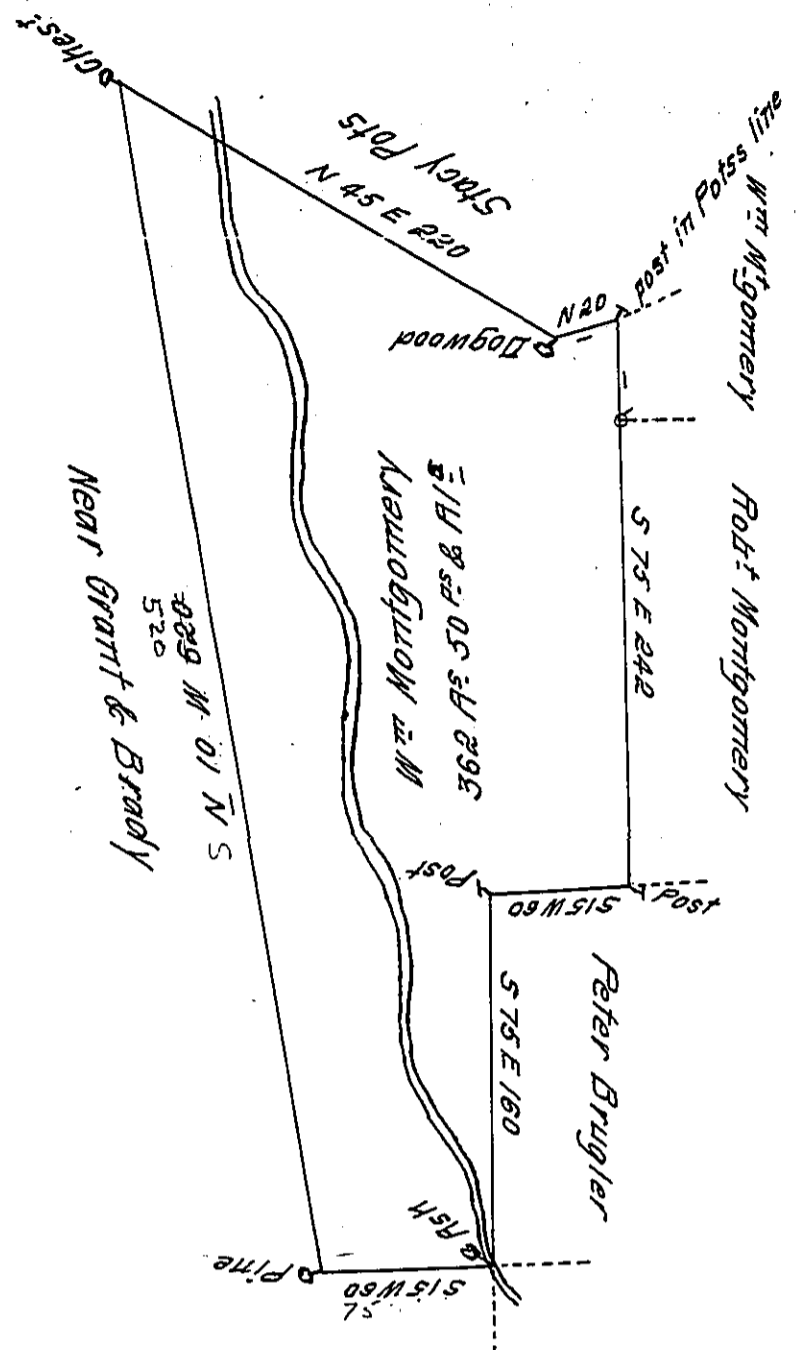 Chest.t
Stacy Pots
N 45 E 220
Dogwood
N 20
post in Potss line
Wm Mtgomery
Robt. Montgomery
S 75 E 242
Wm Montgomery
362 As 50 Ps & Al
Post
S 15 W 60
Post
Peter Brugler
S 75 E 160
Ash
S 15 W 60
75
Pine
S N 10 W 620
520
Near Grant & Brady